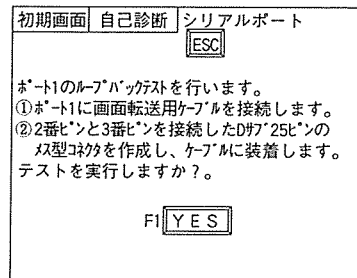 初期画面 自己診断 シリアルポート
ESC
ﾎﾟｰﾄ1のﾙｰﾌﾟﾊﾞｯｸﾃｽﾄを行います。
①ﾎﾟｰﾄ1に画面転送用ｹｰﾌﾞﾙを接続します。
②2番ﾋﾟﾝと3番ﾋﾟﾝを接続したDｻﾌﾞ25ﾋﾟﾝの
ﾒｽ型ｺﾈｸﾀを作成し、ｹｰﾌﾞﾙに装着します。
テストを実行しますか？。
F1 YES